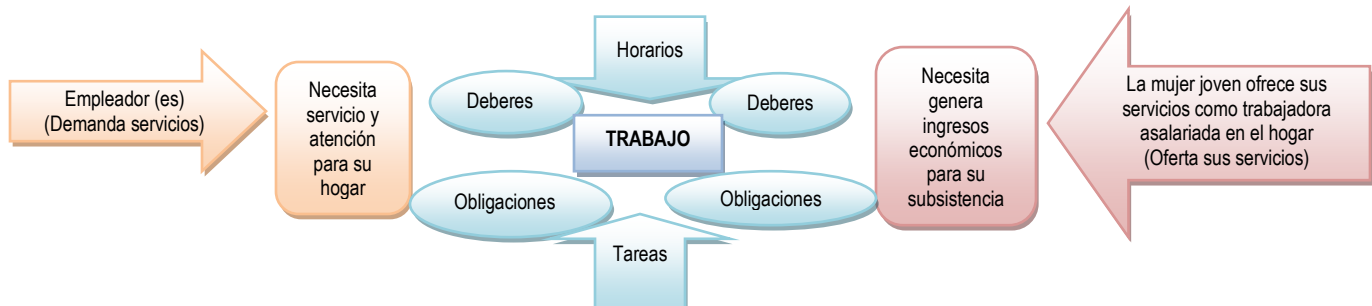 Empleador (es)
(Demanda servicios)
Necesita
servicio y
atención
para su
hogar
Horarios
Deberes
Deberes
TRABAJO
Obligaciones
Obligaciones
Tareas
Necesita
genera
ingresos
económicos
para su
subsistencia
La mujer joven ofrece sus
servicios como trabajadora
asalariada en el hogar
(Oferta sus servicios)